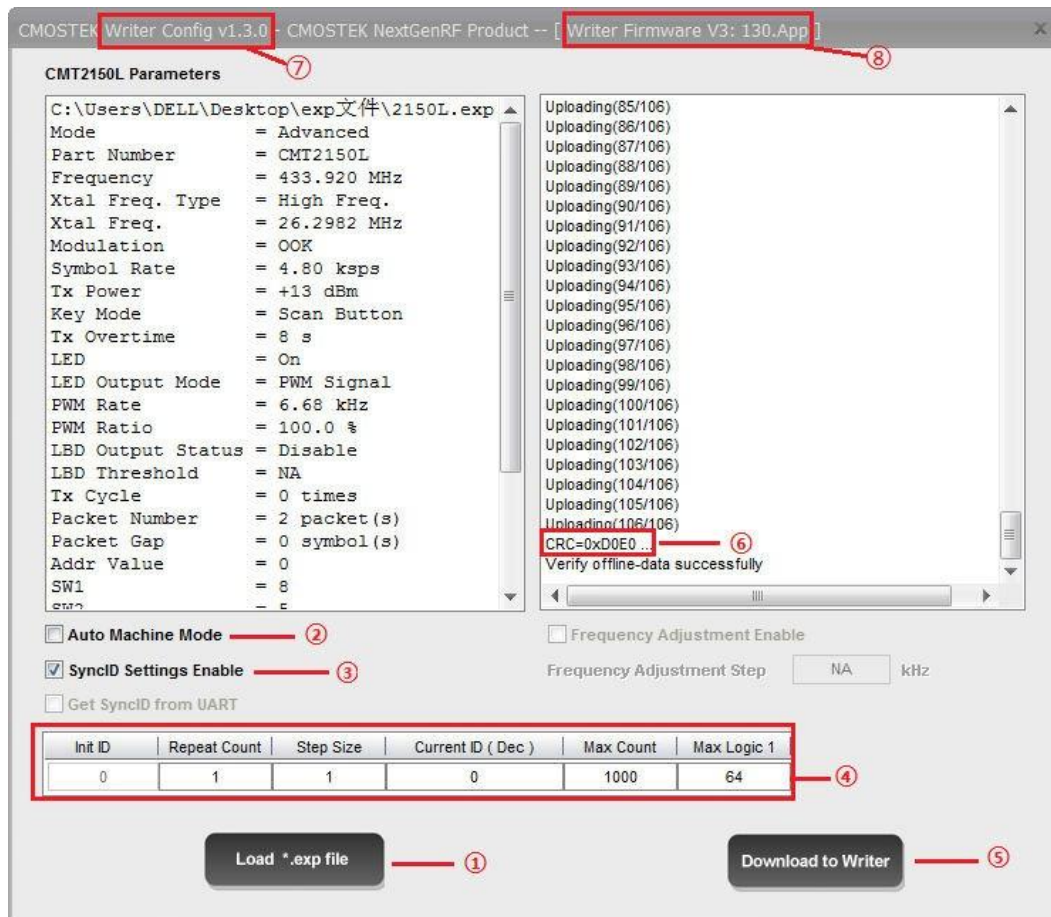 CMOSTEK Writer Config v1.3.0 - CMOSTEK NextGenRF Product -- [ Writer Firmware V3: 130.App ]
⑦
⑧
CMT2150L Parameters
C:\Users\DELL\Desktop\exp文件\2150L.exp
Mode = Advanced
Part Number = CMT2150L
Frequency = 433.920 MHz
Xtal Freq. Type = High Freq.
Xtal Freq. = 26.2982 MHz
Modulation = OOK
Symbol Rate = 4.80 ksps
Tx Power = +13 dBm
Key Mode = Scan Button
Tx Overtime = 8 s
LED = On
LED Output Mode = PWM Signal
PWM Rate = 6.68 kHz
PWM Ratio = 100.0 %
LBD Output Status = Disable
LBD Threshold = NA
Tx Cycle = 0 times
Packet Number = 2 packet(s)
Packet Gap = 0 symbol(s)
Addr Value = 0
SW1 = 8
SW2 = 5
Uploading(85/106)
Uploading(86/106)
Uploading(87/106)
Uploading(88/106)
Uploading(89/106)
Uploading(90/106)
Uploading(91/106)
Uploading(92/106)
Uploading(93/106)
Uploading(94/106)
Uploading(95/106)
Uploading(96/106)
Uploading(97/106)
Uploading(98/106)
Uploading(99/106)
Uploading(100/106)
Uploading(101/106)
Uploading(102/106)
Uploading(103/106)
Uploading(104/106)
Uploading(105/106)
Uploading(106/106)
CRC=0xD0E0 ... ⑥
Verify offline-data successfully
Auto Machine Mode ②
Frequency Adjustment Enable
SyncID Settings Enable ③
Frequency Adjustment Step NA kHz
Get SyncID from UART
Init ID Repeat Count Step Size Current ID ( Dec ) Max Count Max Logic 1
0 1 1 0 1000 64 ④
Load *.exp file ①
Download to Writer ⑤